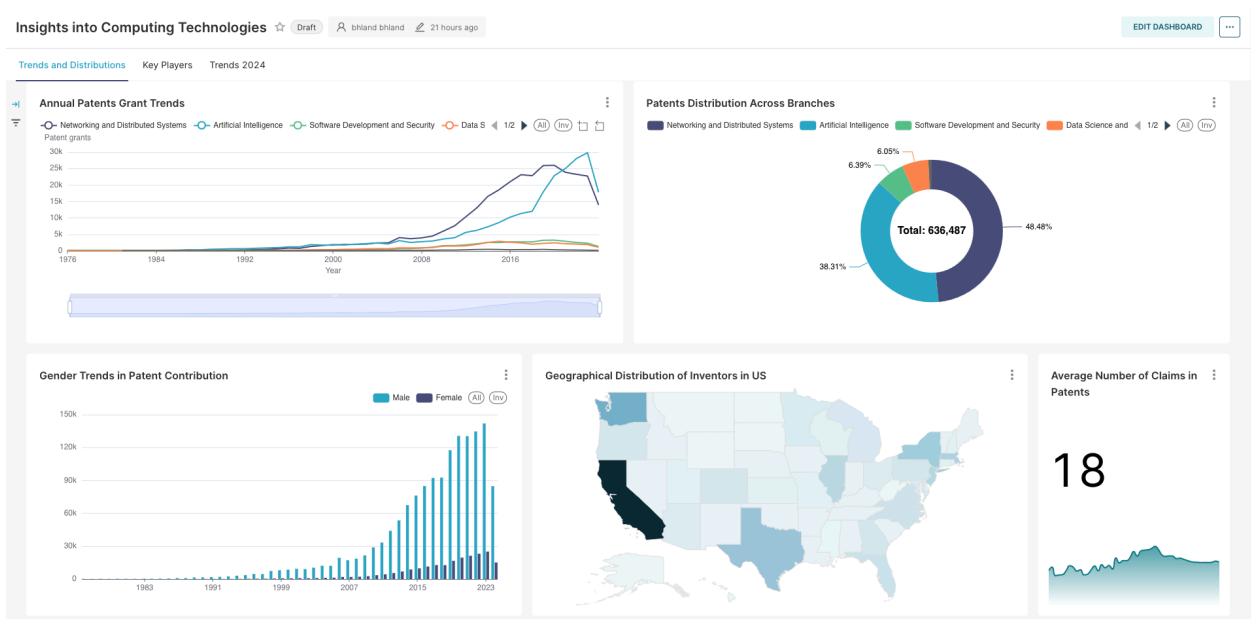 Insights into Computing Technologies Draft bhland bhland 21 hours ago EDIT DASHBOARD ...
Trends and Distributions Key Players Trends 2024
Annual Patents Grant Trends
Networking and Distributed Systems Artificial Intelligence Software Development and Security Data S 1/2 All Inv
Patent grants
30k
25k
20k
15k
10k
5k
0
1976 1984 1992 2000 2008 2016
Year
Patents Distribution Across Branches
Networking and Distributed Systems Artificial Intelligence Software Development and Security Data Science and 1/2 All Inv
6.05%
6.39%
Total: 636,487
48.48%
38.31%
Gender Trends in Patent Contribution
Male Female All Inv
150k
120k
90k
60k
30k
0
1983 1991 1999 2007 2015 2023
Geographical Distribution of Inventors in US
Average Number of Claims in
Patents
18